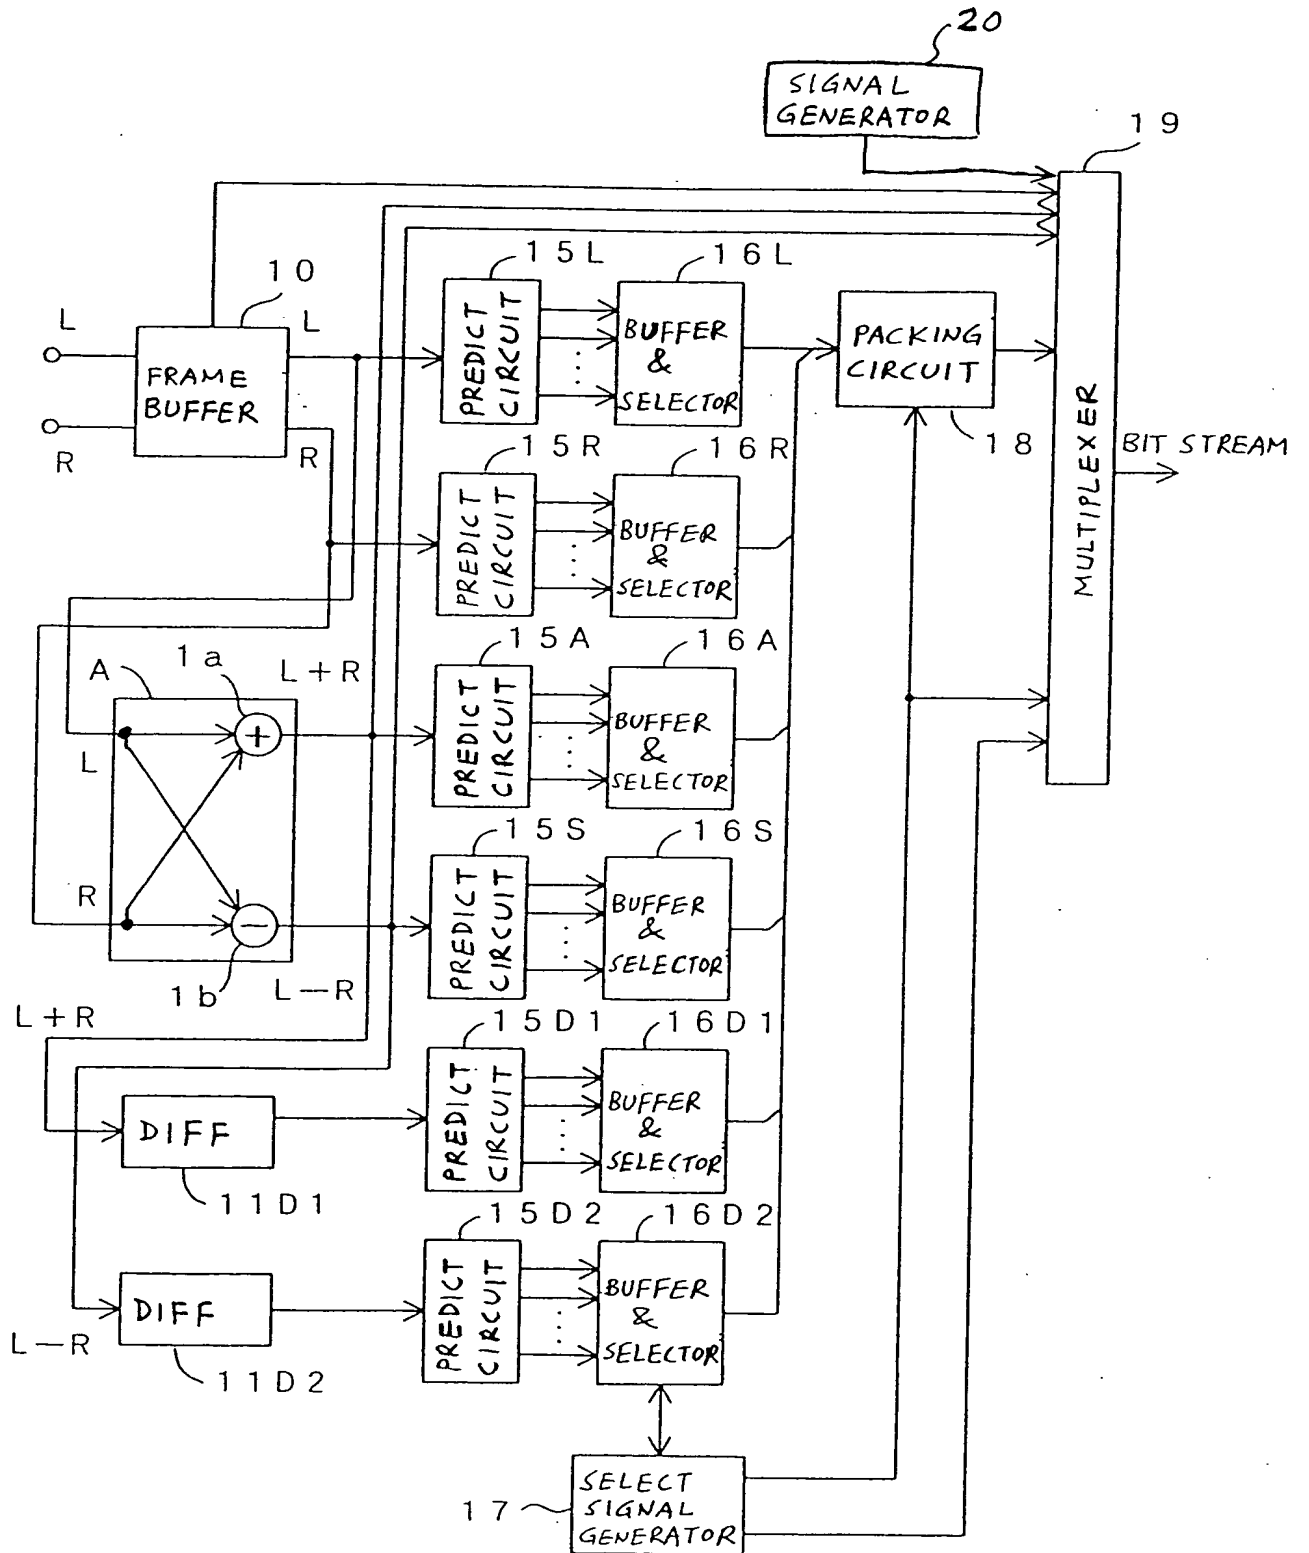 20
SIGNAL
GENERATOR
19
15L
16L
10
L
L
PREDICT
CIRCUIT
BUFFER
&
SELECTOR
PACKING
CIRCUIT
FRAME
BUFFER
R
R
18
MULTIPLEXER
BIT STREAM
15R
16R
PREDICT
CIRCUIT
BUFFER
&
SELECTOR
15A
16A
A
1a
L+R
PREDICT
CIRCUIT
BUFFER
&
SELECTOR
+
L
15S
16S
R
−
PREDICT
CIRCUIT
BUFFER
&
SELECTOR
1b
L−R
L+R
15D1
16D1
PREDICT
CIRCUIT
BUFFER
&
SELECTOR
DIFF
11D1
15D2
16D2
PREDICT
CIRCUIT
BUFFER
&
SELECTOR
DIFF
L−R
11D2
17
SELECT
SIGNAL
GENERATOR